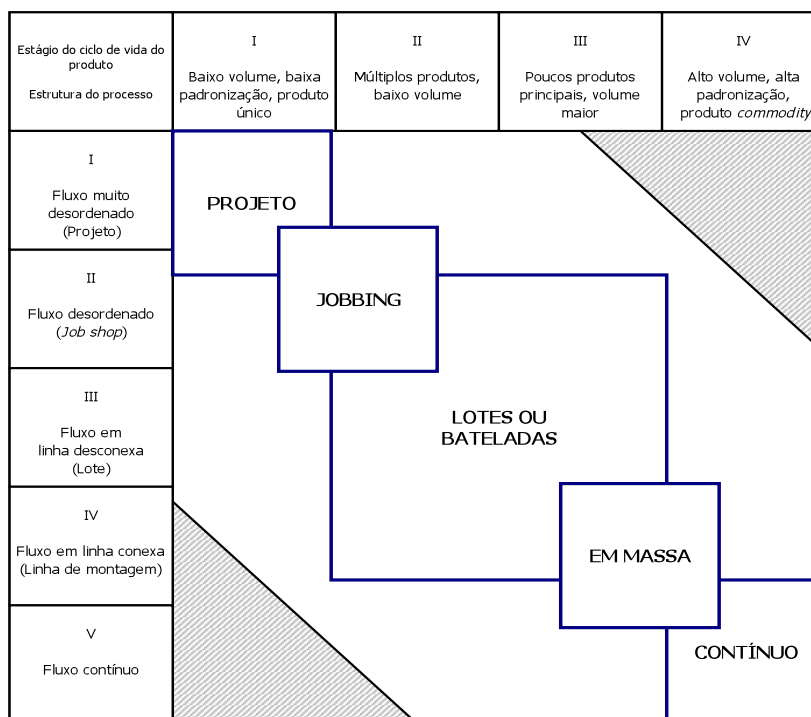 Estágio do ciclo de vida do
produto
Estrutura do processo
I
Baixo volume, baixa
padronização, produto
único
II
Múltiplos produtos,
baixo volume
III
Poucos produtos
principais, volume
maior
IV
Alto volume, alta
padronização,
produto commodity
I
Fluxo muito
desordenado
(Projeto)
PROJETO
II
Fluxo desordenado
(Job shop)
JOBBING
III
Fluxo em
linha desconexa
(Lote)
LOTES OU
BATELADAS
IV
Fluxo em linha conexa
(Linha de montagem)
EM MASSA
V
Fluxo contínuo
CONTÍNUO